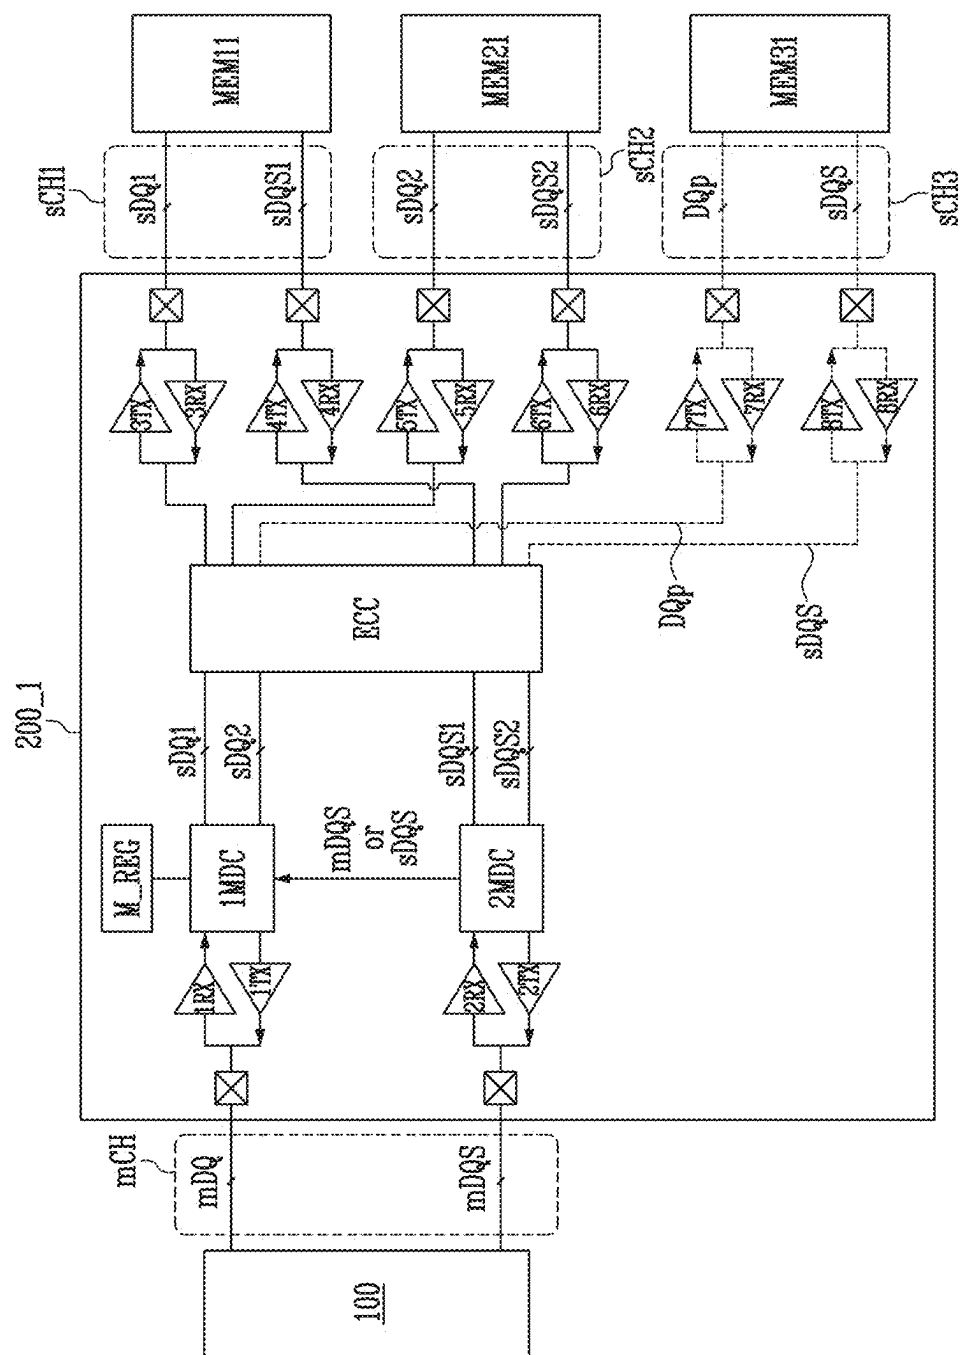 100
mCH
mDQ
mDQS
200_1
1RX
1TX
2RX
2TX
M_REG
1MDC
2MDC
mDQS
or
sDQS
sDQ1
sDQ2
sDQS1
sDQS2
ECC
DQp
sDQS
3TX
3RX
4TX
4RX
5TX
5RX
6TX
6RX
7TX
7RX
8TX
8RX
sCH1
sDQ1
sDQS1
sCH2
sDQ2
sDQS2
sCH3
DQp
sDQS
MEM11
MEM21
MEM31